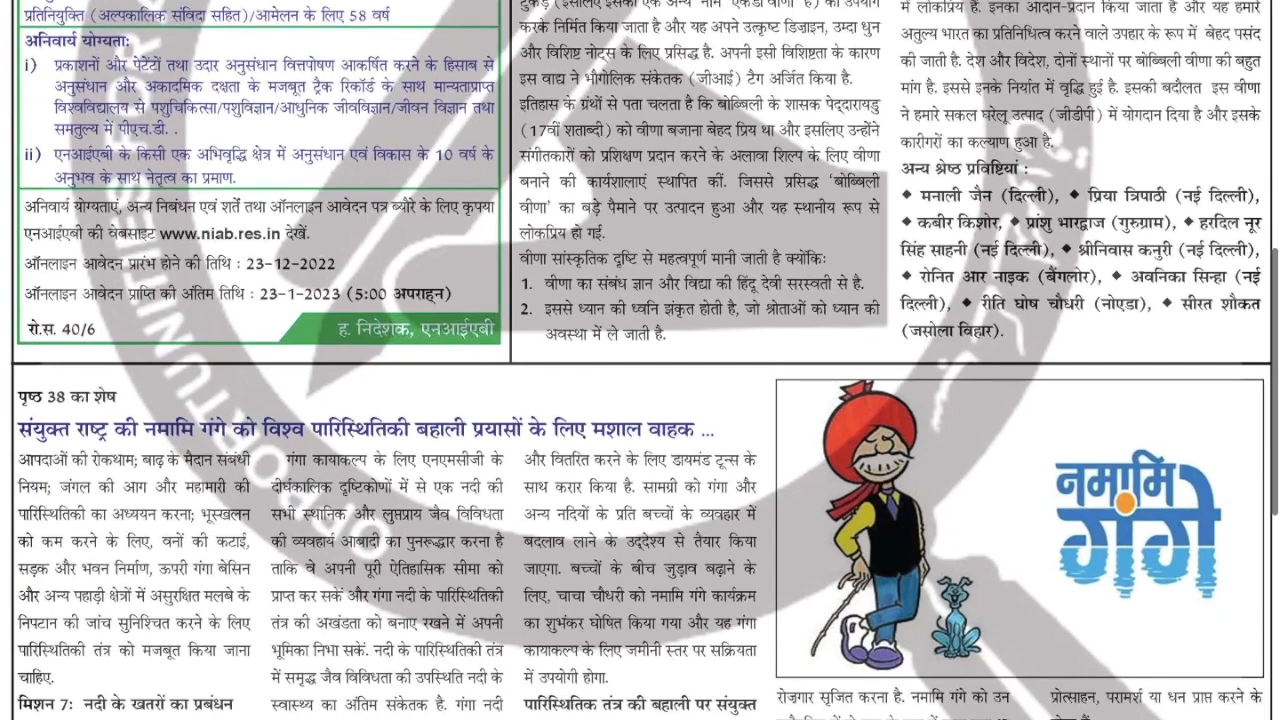 प्रतिनियुक्ति (अल्पकालिक संविदा सहित)/आमेलन के लिए 58 वर्ष
अनिवार्य योग्यता:
i) प्रकाशनों और पेटेंटों तथा उदार अनुसंधान वित्तपोषण आकर्षित करने के हिसाब से
अनुसंधान और अकादमिक दक्षता के मजबूत ट्रैक रिकॉर्ड के साथ मान्यताप्राप्त
विश्वविद्यालय से पशुचिकित्सा/पशुविज्ञान/आधुनिक जीवविज्ञान/जीवन विज्ञान तथा
समतुल्य में पीएच.डी. .
ii) एनआईएबी के किसी एक अभिवृद्धि क्षेत्र में अनुसंधान एवं विकास के 10 वर्ष के
अनुभव के साथ नेतृत्व का प्रमाण.
अनिवार्य योग्यताएं, अन्य निबंधन एवं शर्तें तथा ऑनलाइन आवेदन पत्र ब्यौरे के लिए कृपया
एनआईएबी की वेबसाइट www.niab.res.in देखें.
ऑनलाइन आवेदन प्रारंभ होने की तिथि : 23-12-2022
ऑनलाइन आवेदन प्राप्ति की अंतिम तिथि : 23-1-2023 (5:00 अपराह्न)
रो.स. 40/6
ह. निदेशक, एनआईएबी
टुकड़े (इसलिए इसका एक अन्य नाम 'एकडा वीणा' है) का उपयोग
करके निर्मित किया जाता है और यह अपने उत्कृष्ट डिज़ाइन, उम्दा धुन
और विशिष्ट नोट्स के लिए प्रसिद्ध है. अपनी इसी विशिष्टता के कारण
इस वाद्य ने भौगोलिक संकेतक (जीआई) टैग अर्जित किया है.
इतिहास के ग्रंथों से पता चलता है कि बोब्बिली के शासक पेद्दारायडु
(17वीं शताब्दी) को वीणा बजाना बेहद प्रिय था और इसलिए उन्होंने
संगीतकारों को प्रशिक्षण प्रदान करने के अलावा शिल्प के लिए वीणा
बनाने की कार्यशालाएं स्थापित कीं. जिससे प्रसिद्ध 'बोब्बिली
वीणा' का बड़े पैमाने पर उत्पादन हुआ और यह स्थानीय रूप से
लोकप्रिय हो गई.
वीणा सांस्कृतिक दृष्टि से महत्वपूर्ण मानी जाती है क्योंकि:
1. वीणा का संबंध ज्ञान और विद्या की हिंदू देवी सरस्वती से है.
2. इससे ध्यान की ध्वनि झंकृत होती है, जो श्रोताओं को ध्यान की
अवस्था में ले जाती है.
में लोकप्रिय हैं. इनका आदान-प्रदान किया जाता है और यह हमारे
अतुल्य भारत का प्रतिनिधित्व करने वाले उपहार के रूप में बेहद पसंद
की जाती है. देश और विदेश, दोनों स्थानों पर बोब्बिली वीणा की बहुत
मांग है. इससे इनके निर्यात में वृद्धि हुई है. इसकी बदौलत इस वीणा
ने हमारे सकल घरेलू उत्पाद (जीडीपी) में योगदान दिया है और इसके
कारीगरों का कल्याण हुआ है.
अन्य श्रेष्ठ प्रविष्टियां :
◆ मनाली जैन (दिल्ली), ◆ प्रिया त्रिपाठी (नई दिल्ली),
◆ कबीर किशोर, ◆ प्रांशु भारद्वाज (गुरुग्राम), ◆ हरदिल नूर
सिंह साहनी (नई दिल्ली), ◆ श्रीनिवास कनुरी (नई दिल्ली),
◆ रोनित आर नाइक (बैंगलोर), ◆ अवनिका सिन्हा (नई
दिल्ली), ◆ रीति घोष चौधरी (नोएडा), ◆ सीरत शौकत
(जसोला विहार).
पृष्ठ 38 का शेष
संयुक्त राष्ट्र की नमामि गंगे को विश्व पारिस्थितिकी बहाली प्रयासों के लिए मशाल वाहक ...
आपदाओं की रोकथाम; बाढ़ के मैदान संबंधी
नियम; जंगल की आग और महामारी की
पारिस्थितिकी का अध्ययन करना; भूस्खलन
को कम करने के लिए, वनों की कटाई,
सड़क और भवन निर्माण, ऊपरी गंगा बेसिन
और अन्य पहाड़ी क्षेत्रों में असुरक्षित मलबे के
निपटान की जांच सुनिश्चित करने के लिए
पारिस्थितिकी तंत्र को मजबूत किया जाना
चाहिए.
मिशन 7: नदी के खतरों का प्रबंधन
गंगा कायाकल्प के लिए एनएमसीजी के
दीर्घकालिक दृष्टिकोणों में से एक नदी की
सभी स्थानिक और लुप्तप्राय जैव विविधता
की व्यवहार्य आबादी का पुनरूद्धार करना है
ताकि वे अपनी पूरी ऐतिहासिक सीमा को
प्राप्त कर सकें और गंगा नदी के पारिस्थितिकी
तंत्र की अखंडता को बनाए रखने में अपनी
भूमिका निभा सकें. नदी के पारिस्थितिकी तंत्र
में समृद्ध जैव विविधता की उपस्थिति नदी के
स्वास्थ्य का अंतिम संकेतक है. गंगा नदी
और वितरित करने के लिए डायमंड टून्स के
साथ करार किया है. सामग्री को गंगा और
अन्य नदियों के प्रति बच्चों के व्यवहार में
बदलाव लाने के उद्देश्य से तैयार किया
जाएगा. बच्चों के बीच जुड़ाव बढ़ाने के
लिए, चाचा चौधरी को नमामि गंगे कार्यक्रम
का शुभंकर घोषित किया गया और यह गंगा
कायाकल्प के लिए जमीनी स्तर पर सक्रियता
में उपयोगी होगा.
पारिस्थितिक तंत्र की बहाली पर संयुक्त
नमामि
गंगे
रोज़गार सृजित करना है. नमामि गंगे को उन
प्रोत्साहन, परामर्श या धन प्राप्त करने के